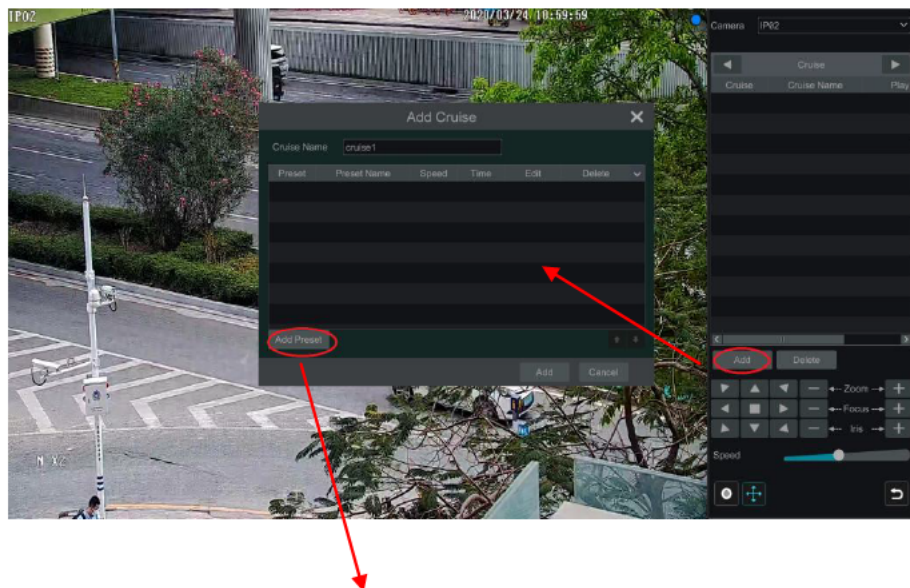 IP02
2020/03/24 10:59:59
Camera IP02
Cruise
Cruise Cruise Name Play
Add Cruise
Cruise Name cruise1
Preset Preset Name Speed Time Edit Delete
Add Preset
Add Cancel
Add Delete
Zoom
Focus
Iris
Speed